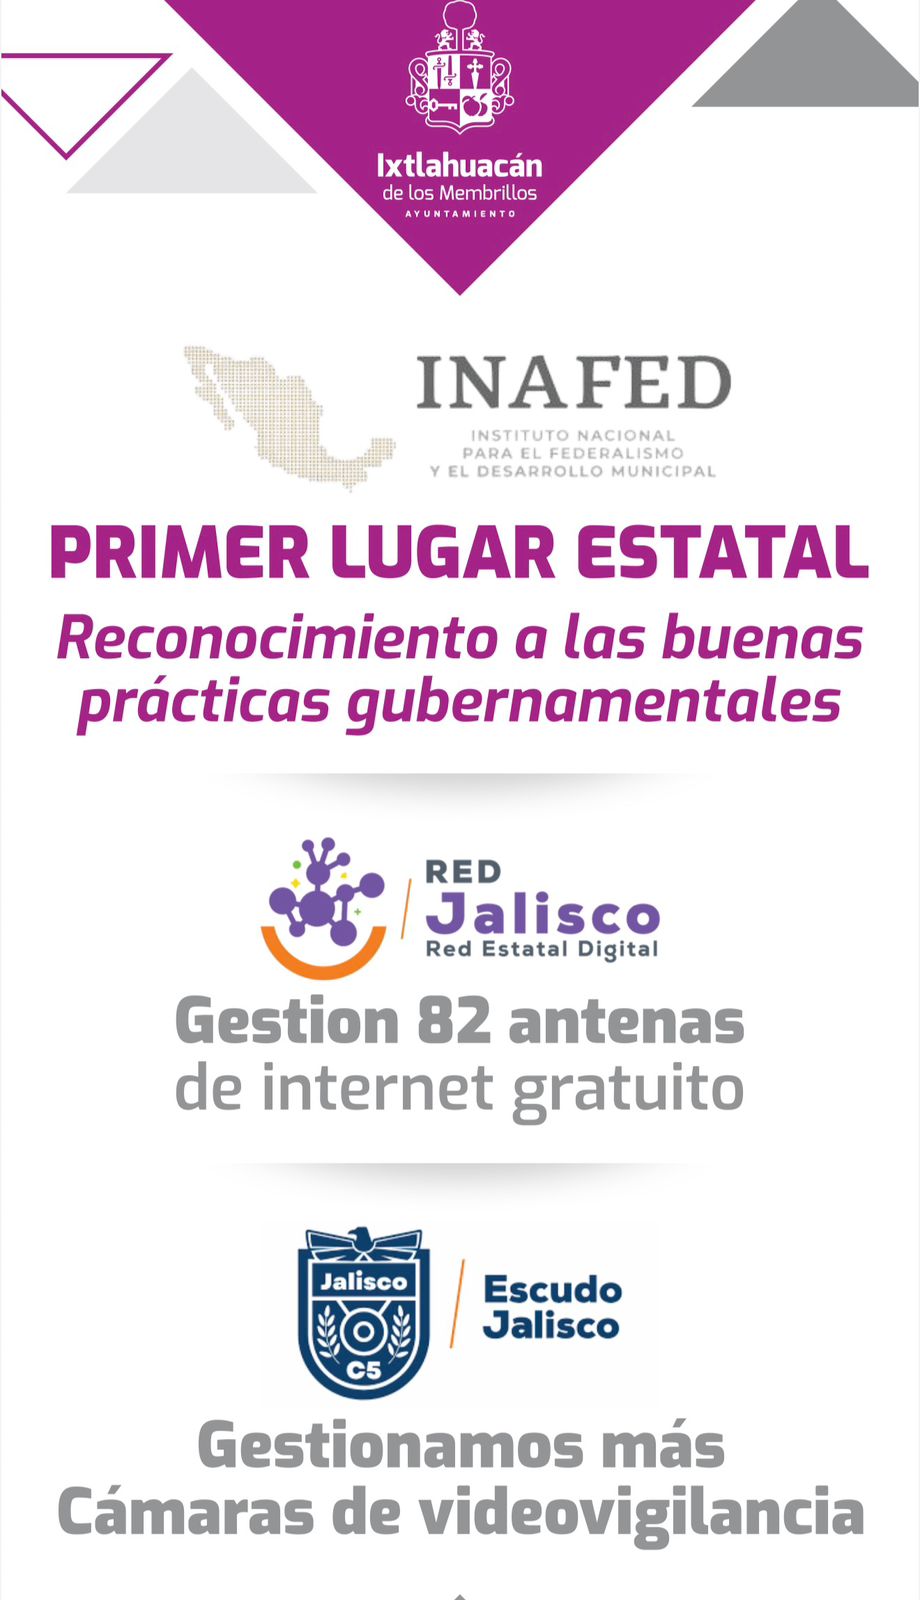 Ixtlahuacán
de los Membrillos
AYUNTAMIENTO
INAFED
INSTITUTO NACIONAL
PARA EL FEDERALISMO
Y EL DESARROLLO MUNICIPAL
PRIMER LUGAR ESTATAL
Reconocimiento a las buenas
prácticas gubernamentales
RED
Jalisco
Red Estatal Digital
Gestion 82 antenas
de internet gratuito
Jalisco
C5
Escudo
Jalisco
Gestionamos más
Cámaras de videovigilancia